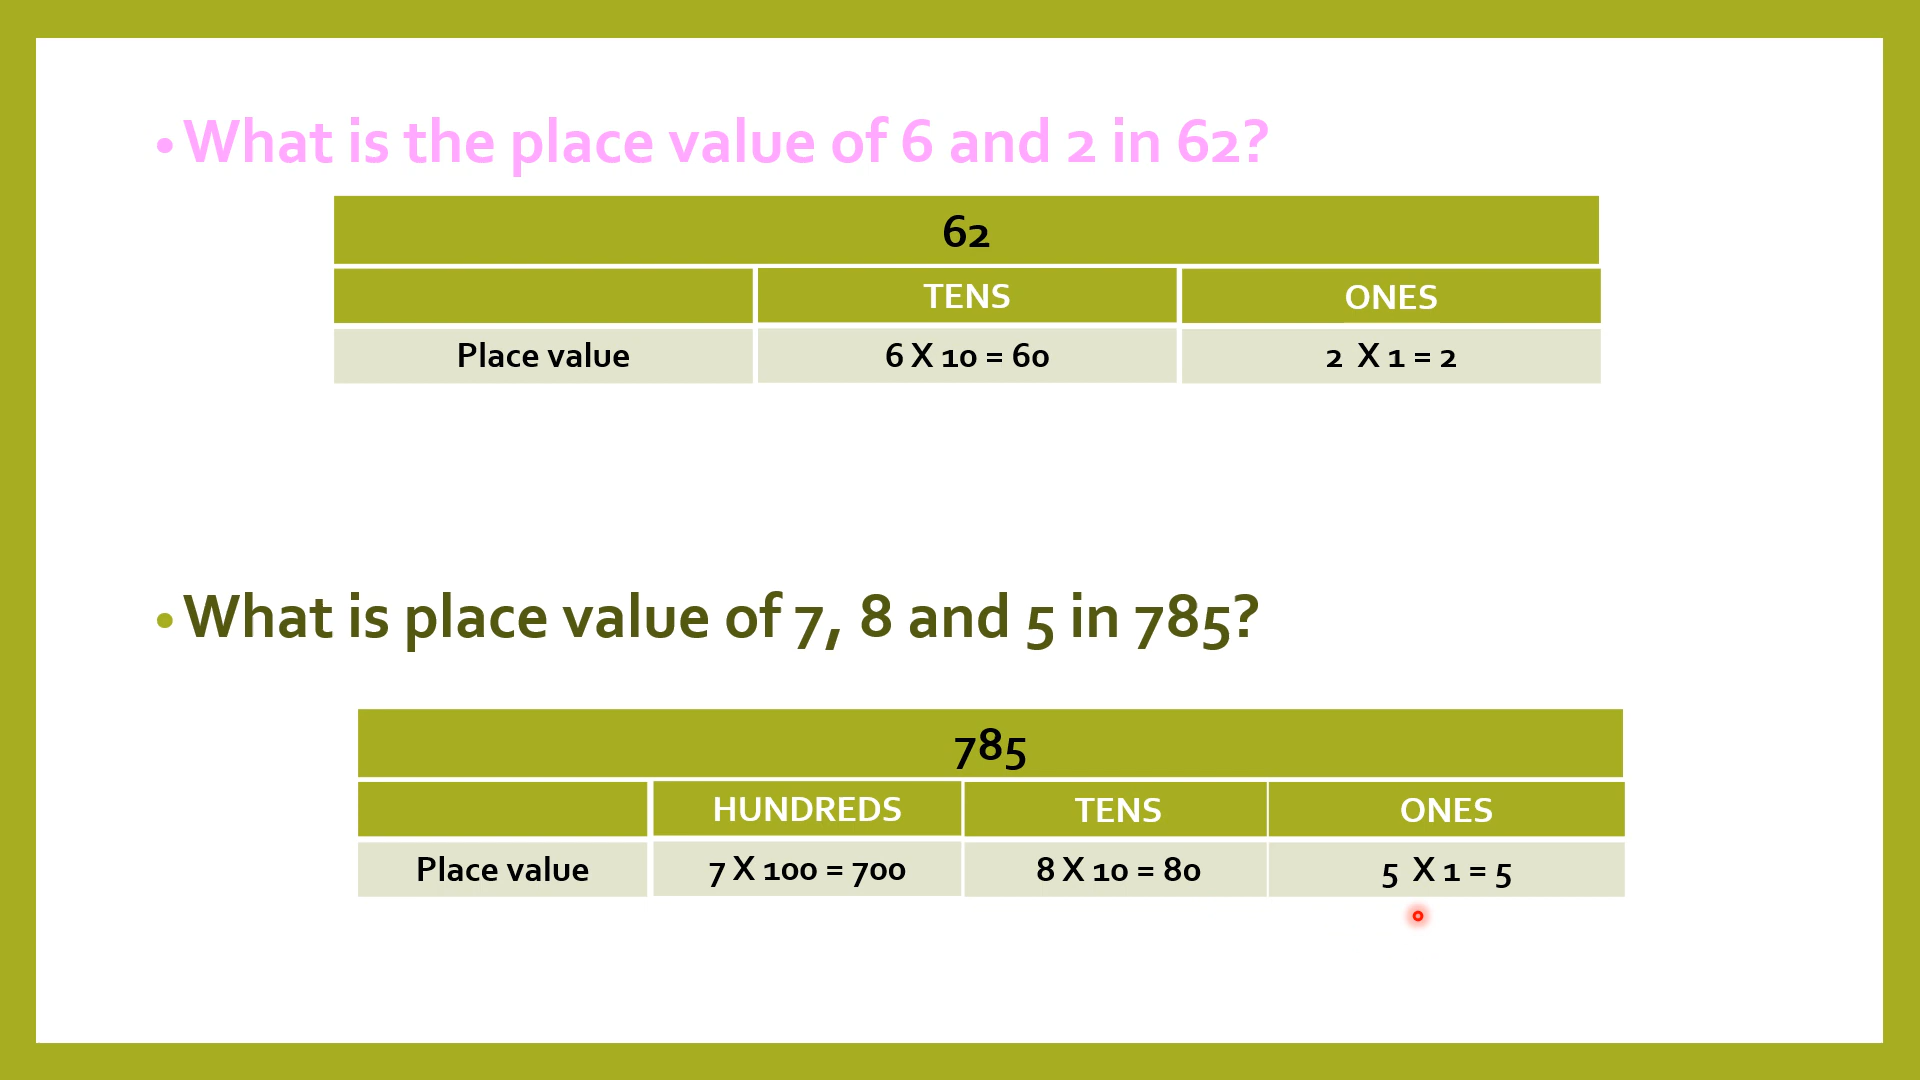 • What is the place value of 6 and 2 in 62?
62
TENS ONES
Place value 6 X 10 = 60 2 X 1 = 2
• What is place value of 7, 8 and 5 in 785?
785
HUNDREDS TENS ONES
Place value 7 X 100 = 700 8 X 10 = 80 5 X 1 = 5